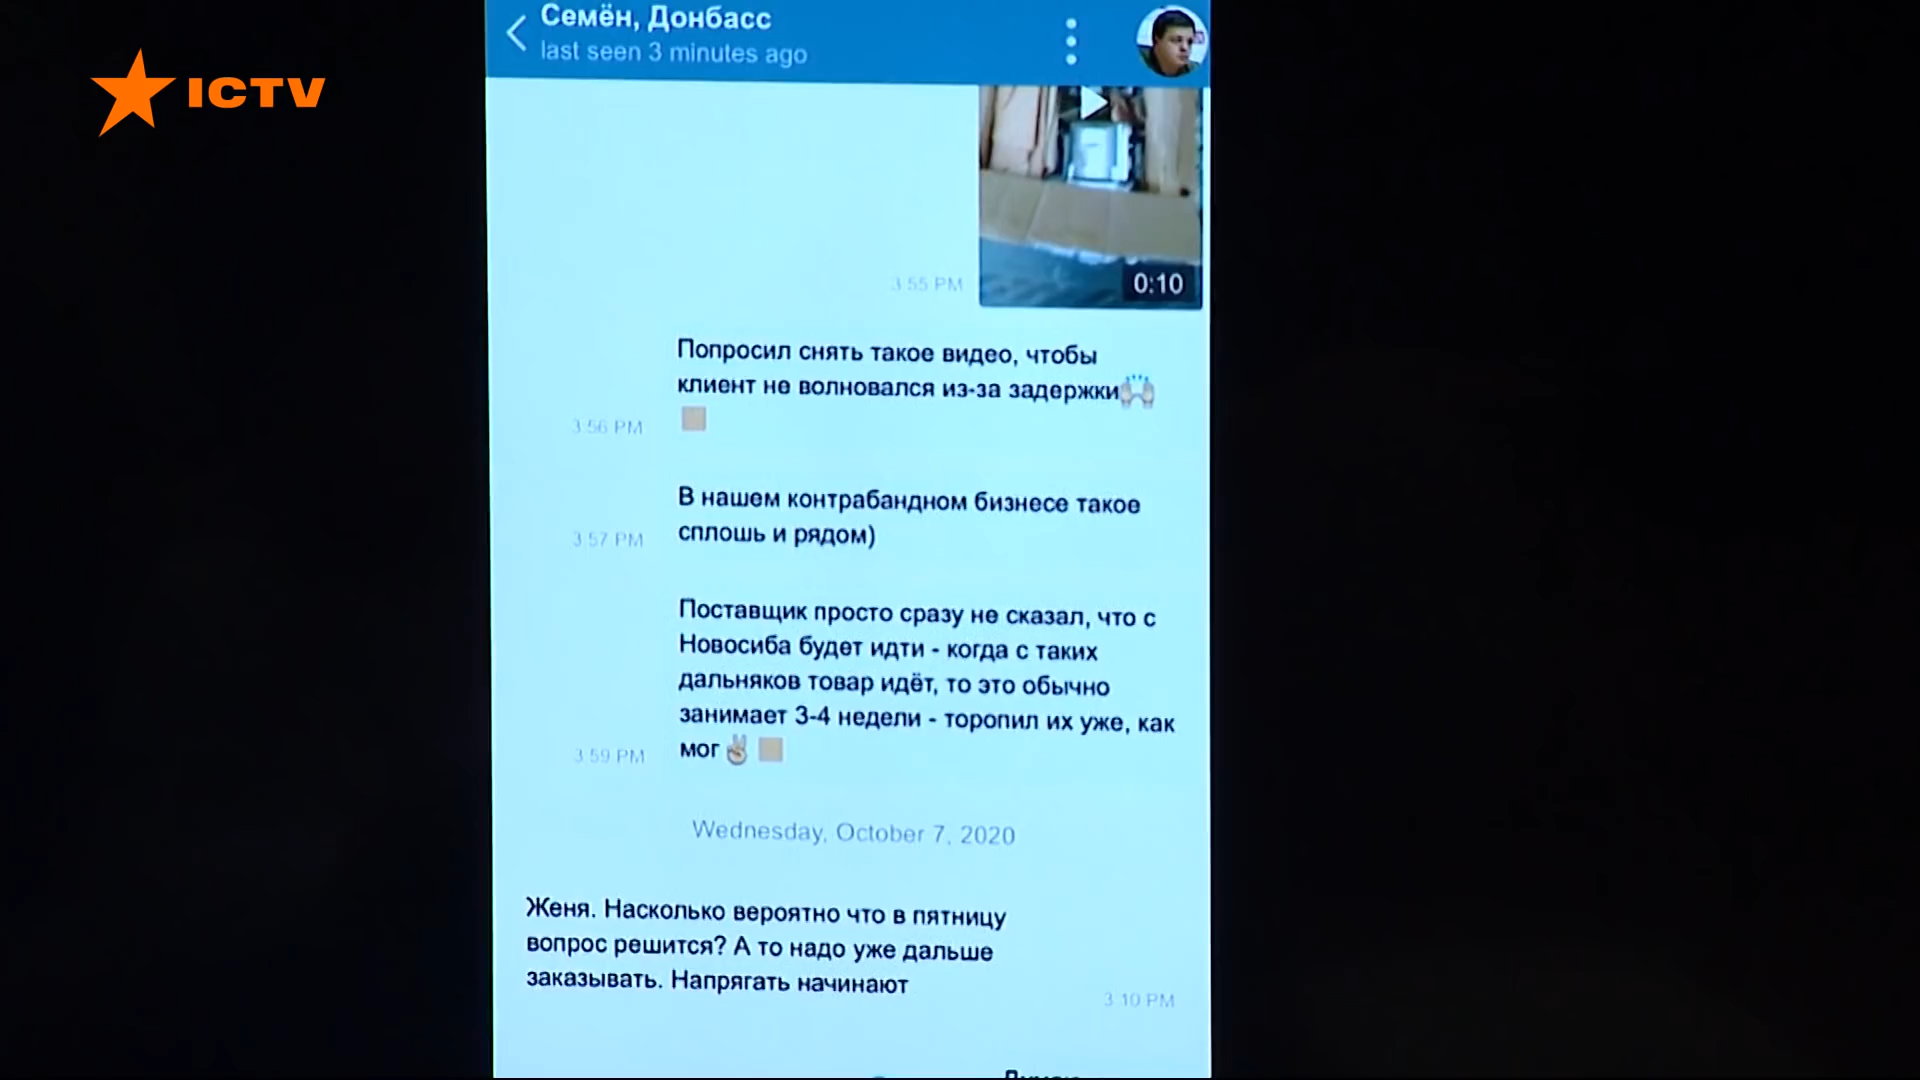 ICTV
Семён, Донбасс
last seen 3 minutes ago
0:10
3:55 PM
Попросил снять такое видео, чтобы
клиент не волновался из-за задержки
3:56 PM
В нашем контрабандном бизнесе такое
сплошь и рядом)
3:57 PM
Поставщик просто сразу не сказал, что с
Новосиба будет идти - когда с таких
дальняков товар идёт, то это обычно
занимает 3-4 недели - торопил их уже, как
мог
3:59 PM
Wednesday, October 7, 2020
Женя. Насколько вероятно что в пятницу
вопрос решится? А то надо уже дальше
заказывать. Напрягать начинают
3:10 PM